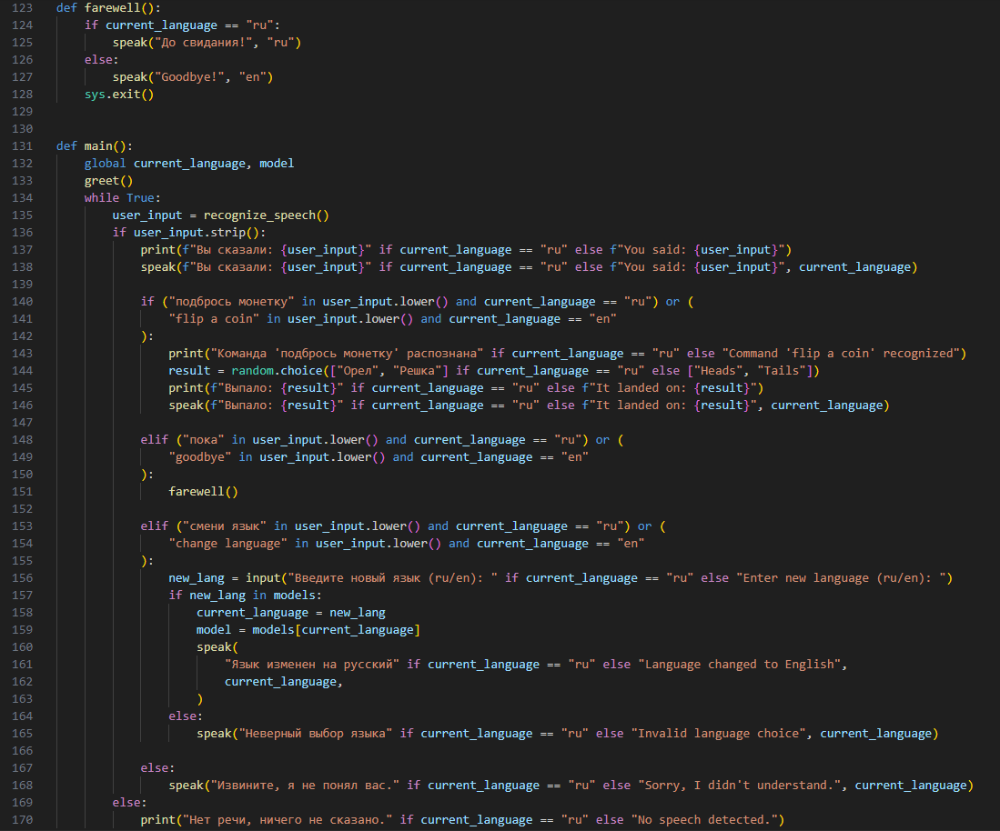 123 def farewell():
124     if current_language == "ru":
125         speak("До свидания!", "ru")
126     else:
127         speak("Goodbye!", "en")
128     sys.exit()
129
130
131 def main():
132     global current_language, model
133     greet()
134     while True:
135         user_input = recognize_speech()
136         if user_input.strip():
137             print(f"Вы сказали: {user_input}" if current_language == "ru" else f"You said: {user_input}")
138             speak(f"Вы сказали: {user_input}" if current_language == "ru" else f"You said: {user_input}", current_language)
139
140             if ("подбрось монетку" in user_input.lower() and current_language == "ru") or (
141                 "flip a coin" in user_input.lower() and current_language == "en"
142             ):
143                 print("Команда 'подбрось монетку' распознана" if current_language == "ru" else "Command 'flip a coin' recognized")
144                 result = random.choice(["Орел", "Решка"] if current_language == "ru" else ["Heads", "Tails"])
145                 print(f"Выпало: {result}" if current_language == "ru" else f"It landed on: {result}")
146                 speak(f"Выпало: {result}" if current_language == "ru" else f"It landed on: {result}", current_language)
147
148             elif ("пока" in user_input.lower() and current_language == "ru") or (
149                 "goodbye" in user_input.lower() and current_language == "en"
150             ):
151                 farewell()
152
153             elif ("смени язык" in user_input.lower() and current_language == "ru") or (
154                 "change language" in user_input.lower() and current_language == "en"
155             ):
156                 new_lang = input("Введите новый язык (ru/en): " if current_language == "ru" else "Enter new language (ru/en): ")
157                 if new_lang in models:
158                     current_language = new_lang
159                     model = models[current_language]
160                     speak(
161                         "Язык изменен на русский" if current_language == "ru" else "Language changed to English",
162                         current_language,
163                     )
164                 else:
165                     speak("Неверный выбор языка" if current_language == "ru" else "Invalid language choice", current_language)
166
167             else:
168                 speak("Извините, я не понял вас." if current_language == "ru" else "Sorry, I didn't understand.", current_language)
169         else:
170             print("Нет речи, ничего не сказано." if current_language == "ru" else "No speech detected.")